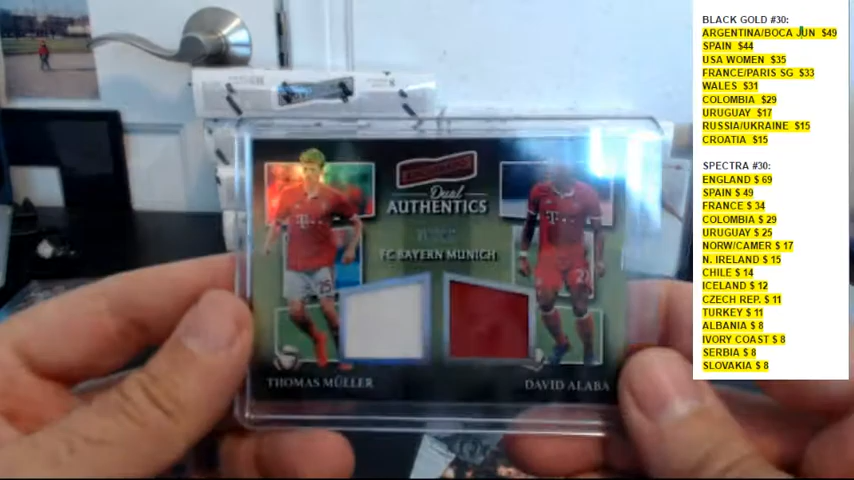 Dual
AUTHENTICS
FC BAYERN MUNICH
THOMAS MÜLLER
DAVID ALABA
BLACK GOLD #30:
ARGENTINA/BOCA JUN $49
SPAIN $44
USA WOMEN $35
FRANCE/PARIS SG $33
WALES $31
COLOMBIA $29
URUGUAY $17
RUSSIA/UKRAINE $15
CROATIA $15
SPECTRA #30:
ENGLAND $ 69
SPAIN $ 49
FRANCE $ 34
COLOMBIA $ 29
URUGUAY $ 25
NORW/CAMER $ 17
N. IRELAND $ 15
CHILE $ 14
ICELAND $ 12
CZECH REP. $ 11
TURKEY $ 11
ALBANIA $ 8
IVORY COAST $ 8
SERBIA $ 8
SLOVAKIA $ 8